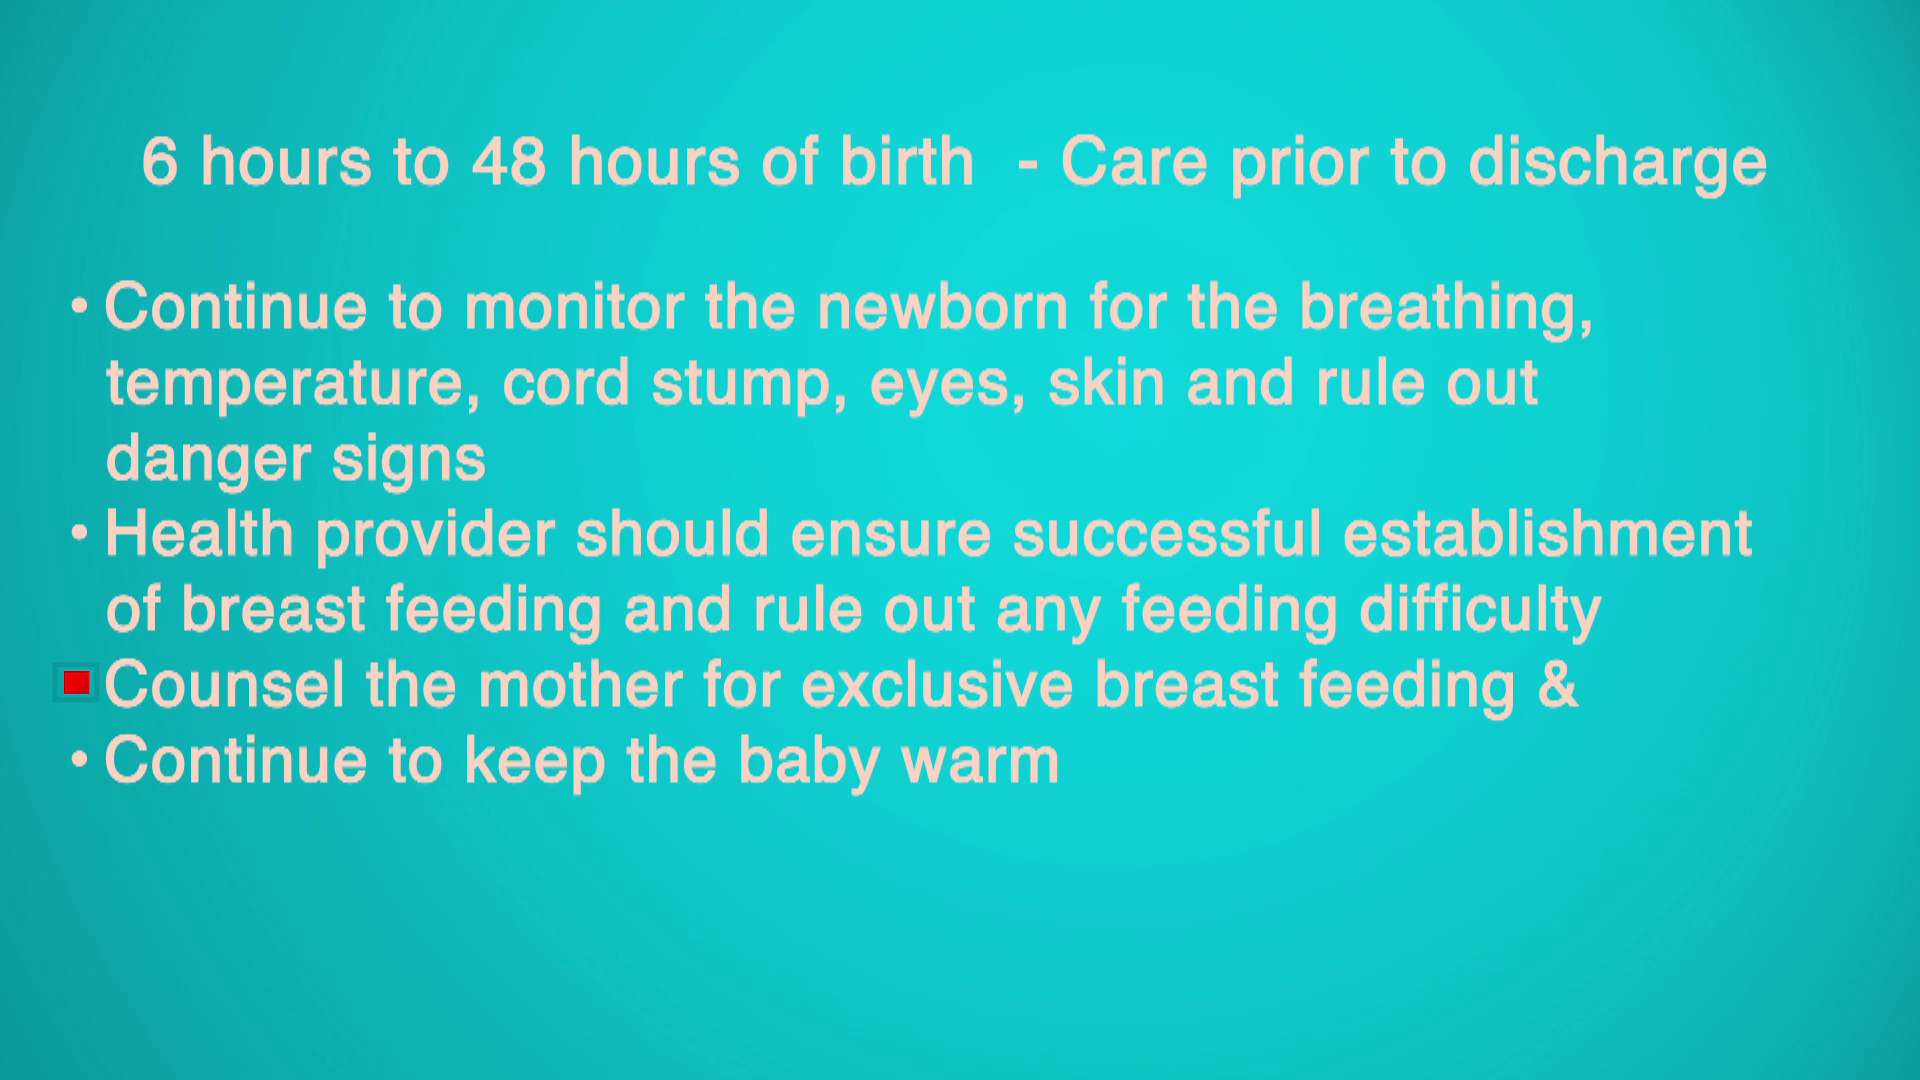 6 hours to 48 hours of birth  - Care prior to discharge
• Continue to monitor the newborn for the breathing,
temperature, cord stump, eyes, skin and rule out
danger signs
• Health provider should ensure successful establishment
of breast feeding and rule out any feeding difficulty
Counsel the mother for exclusive breast feeding &
• Continue to keep the baby warm